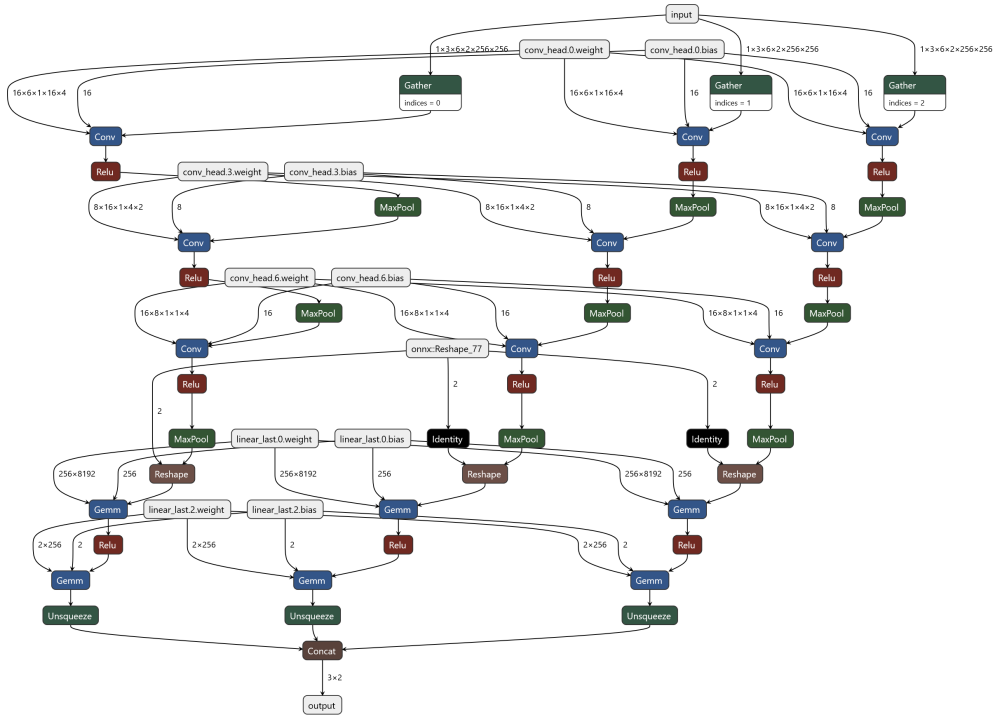 input
1×3×6×2×256×256
conv_head.0.weight
conv_head.0.bias
1×3×6×2×256×256
1×3×6×2×256×256
Gather
indices = 0
Gather
indices = 1
Gather
indices = 2
16×6×1×16×4
16
16×6×1×16×4
16
16×6×1×16×4
16
Conv
Conv
Conv
Relu
conv_head.3.weight
conv_head.3.bias
Relu
Relu
8×16×1×4×2
8
MaxPool
8×16×1×4×2
8
MaxPool
8×16×1×4×2
8
MaxPool
Conv
Conv
Conv
Relu
conv_head.6.weight
conv_head.6.bias
Relu
Relu
16×8×1×1×4
16
MaxPool
16×8×1×1×4
16
MaxPool
16×8×1×1×4
16
MaxPool
Conv
onnx::Reshape_77
Conv
Conv
Relu
2
Relu
2
Relu
2
MaxPool
linear_last.0.weight
linear_last.0.bias
Identity
MaxPool
Identity
MaxPool
256×8192
256
Reshape
256×8192
256
Reshape
256×8192
256
Reshape
Gemm
linear_last.2.weight
linear_last.2.bias
Gemm
Gemm
2×256
2
Relu
2×256
2
Relu
2×256
2
Relu
Gemm
Gemm
Gemm
Unsqueeze
Unsqueeze
Unsqueeze
Concat
3×2
output